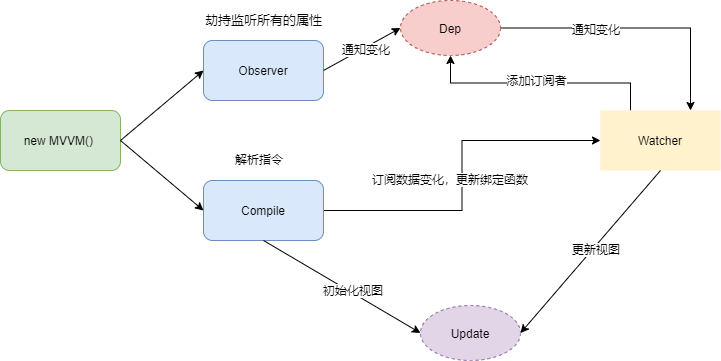 劫持监听所有的属性
Dep
通知变化
通知变化
Observer
添加订阅者
new MVVM()
Watcher
解析指令
订阅数据变化，更新绑定函数
Compile
更新视图
初始化视图
Update